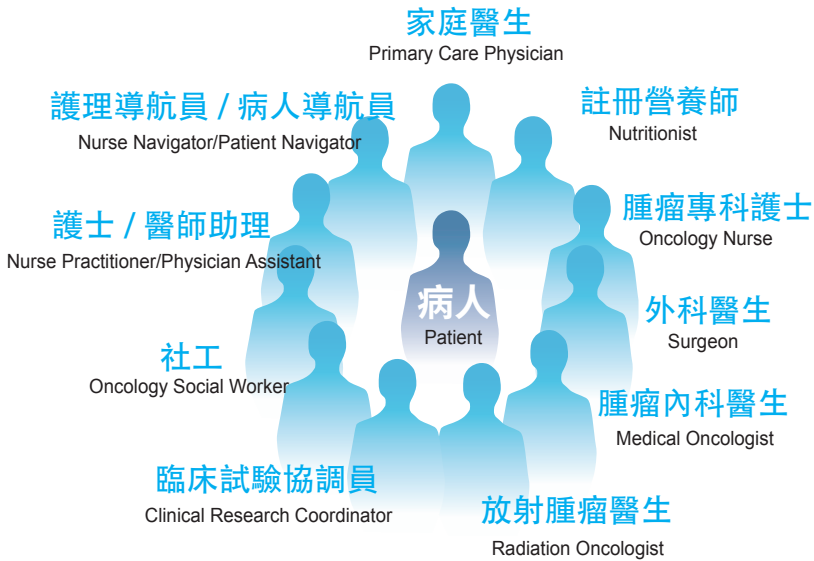 家庭醫生
Primary Care Physician
護理導航員 / 病人導航員
Nurse Navigator/Patient Navigator
註冊營養師
Nutritionist
護士 / 醫師助理
Nurse Practitioner/Physician Assistant
腫瘤專科護士
Oncology Nurse
病人
Patient
外科醫生
Surgeon
社工
Oncology Social Worker
腫瘤內科醫生
Medical Oncologist
臨床試驗協調員
Clinical Research Coordinator
放射腫瘤醫生
Radiation Oncologist